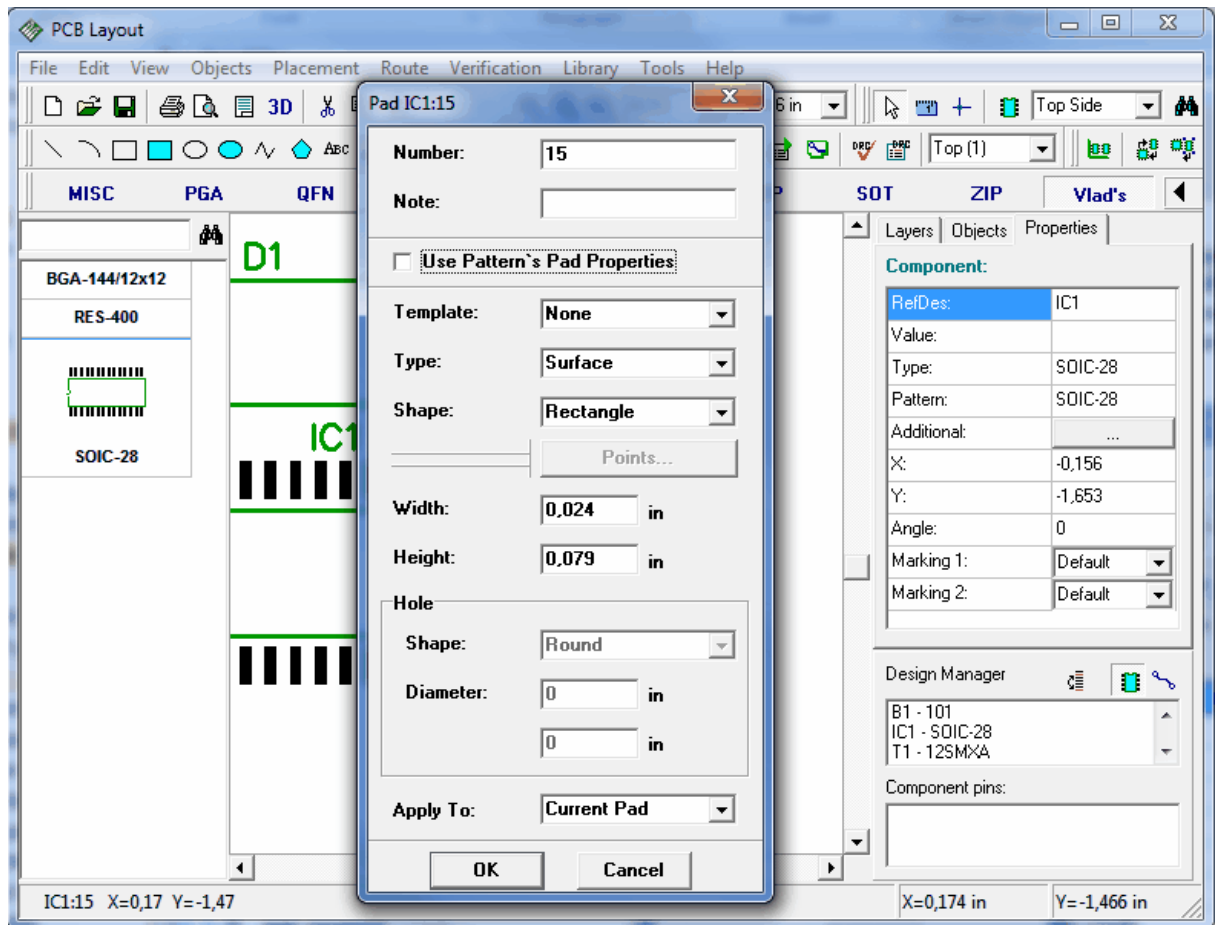 PCB Layout
File Edit View Objects Placement Route Verification Library Tools Help
3D
6 in
Top Side
ABC
DRC
DRC
Top (1)
MISC PGA QFN P SOT ZIP Vlad's
BGA-144/12x12
RES-400
SOIC-28
D1
IC1
Pad IC1:15
Number: 15
Note:
Use Pattern`s Pad Properties
Template: None
Type: Surface
Shape: Rectangle
Points...
Width: 0,024 in
Height: 0,079 in
Hole
Shape: Round
Diameter: 0 in
0 in
Apply To: Current Pad
OK Cancel
Layers Objects Properties
Component:
RefDes: IC1
Value:
Type: SOIC-28
Pattern: SOIC-28
Additional: ...
X: -0,156
Y: -1,653
Angle: 0
Marking 1: Default
Marking 2: Default
Design Manager
B1 - 101
IC1 - SOIC-28
T1 - 12SMXA
Component pins:
IC1:15 X=0,17 Y=-1,47
X=0,174 in Y=-1,466 in